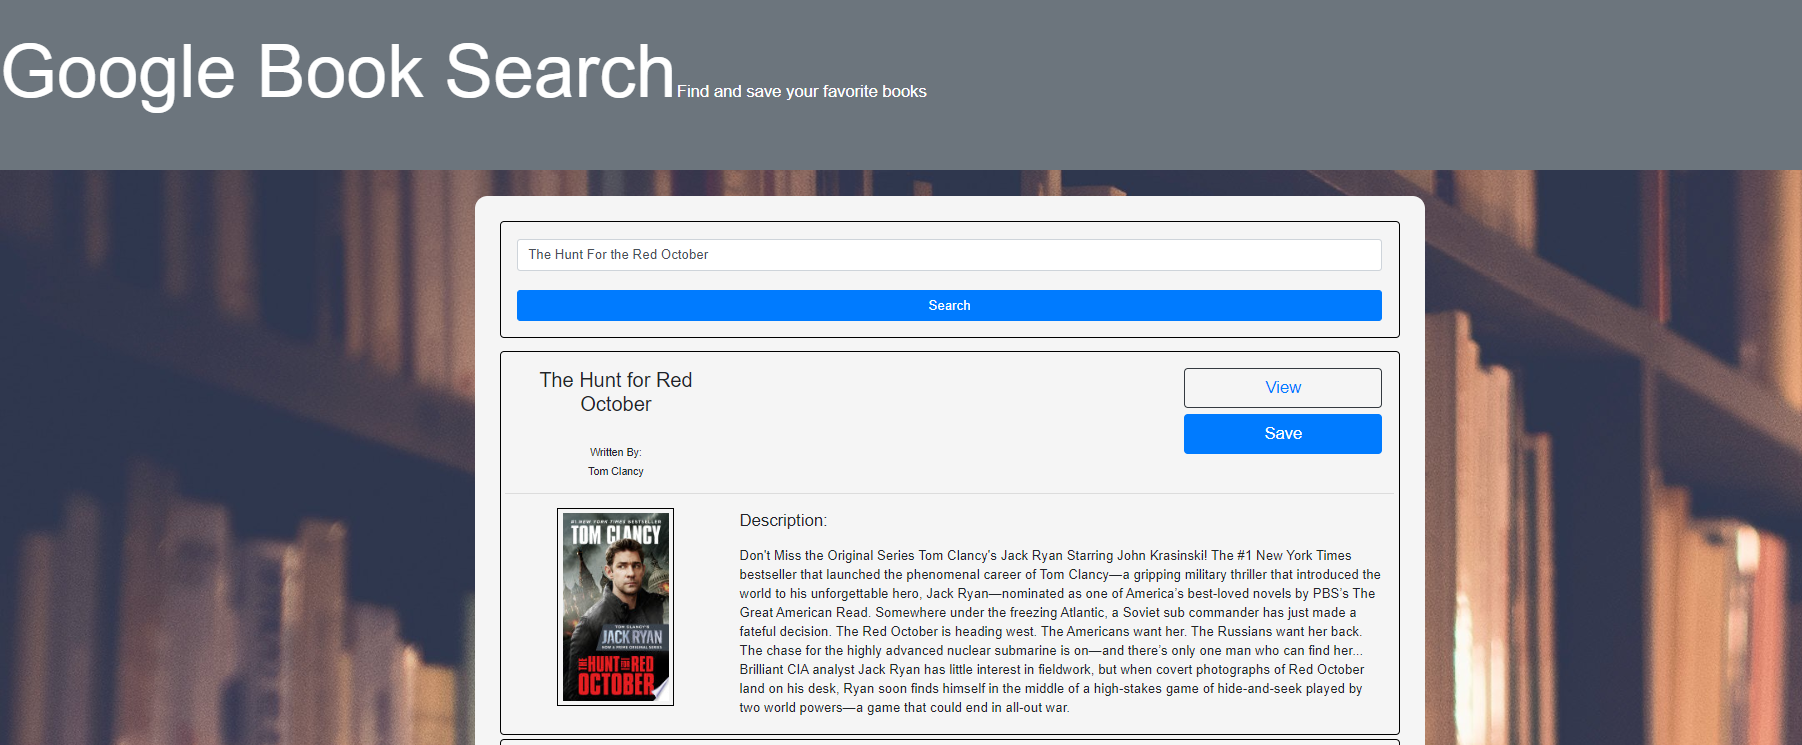 Google Book Search Find and save your favorite books
The Hunt For the Red October
Search
The Hunt for Red
October
View
Save
Written By:
Tom Clancy
#1 NEW YORK TIMES BESTSELLER
TOM CLANCY
TOM CLANCY'S
JACK RYAN
NOW A PRIME ORIGINAL SERIES
THE HUNT FOR RED
OCTOBER
Description:
Don’t Miss the Original Series Tom Clancy’s Jack Ryan Starring John Krasinski! The #1 New York Times
bestseller that launched the phenomenal career of Tom Clancy—a gripping military thriller that introduced the
world to his unforgettable hero, Jack Ryan—nominated as one of America’s best-loved novels by PBS’s The
Great American Read. Somewhere under the freezing Atlantic, a Soviet sub commander has just made a
fateful decision. The Red October is heading west. The Americans want her. The Russians want her back.
The chase for the highly advanced nuclear submarine is on—and there’s only one man who can find her...
Brilliant CIA analyst Jack Ryan has little interest in fieldwork, but when covert photographs of Red October
land on his desk, Ryan soon finds himself in the middle of a high-stakes game of hide-and-seek played by
two world powers—a game that could end in all-out war.